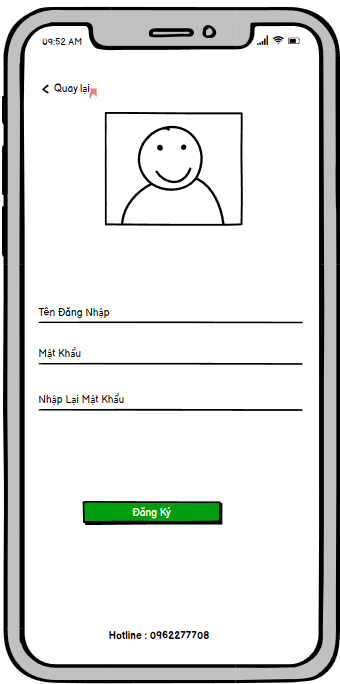 09:52 AM
Quay lại
Tên Đăng Nhập
Mật Khẩu
Nhập Lại Mật Khẩu
Đăng Ký
Hotline : 0962277708